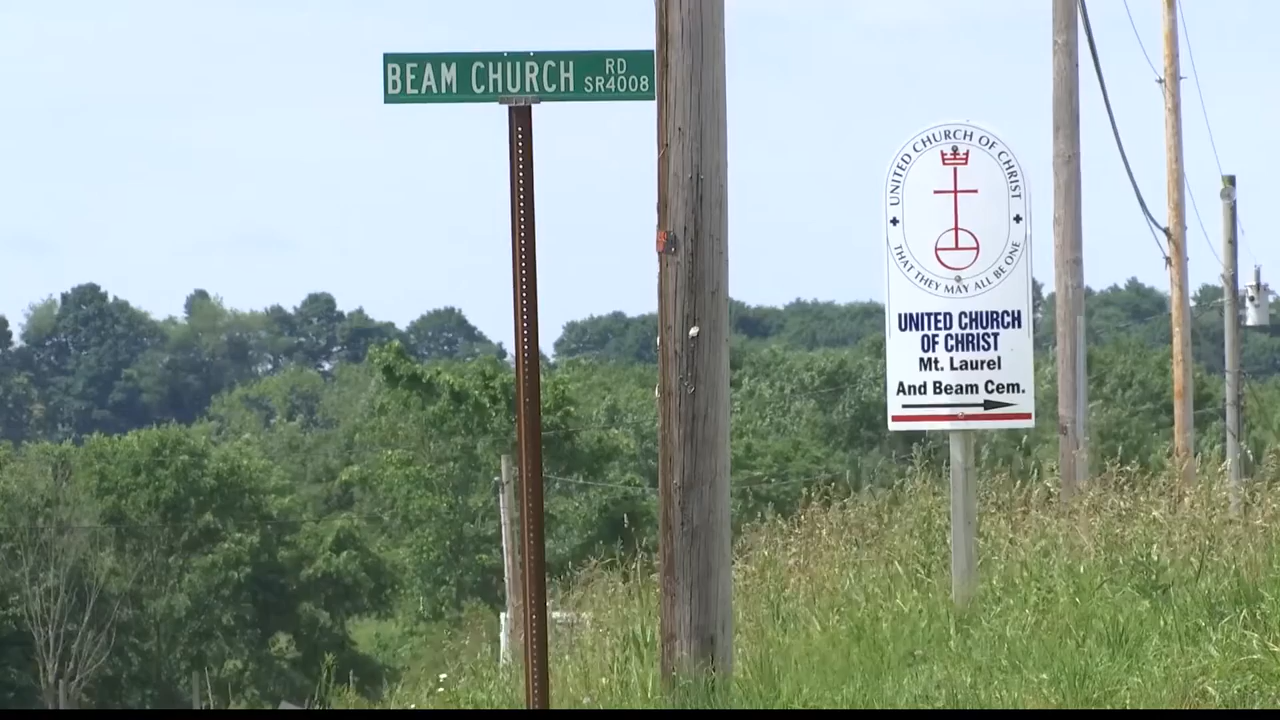 BEAM CHURCH RD
SR4008
UNITED CHURCH OF CHRIST
THAT THEY MAY ALL BE ONE
UNITED CHURCH
OF CHRIST
Mt. Laurel
And Beam Cem.